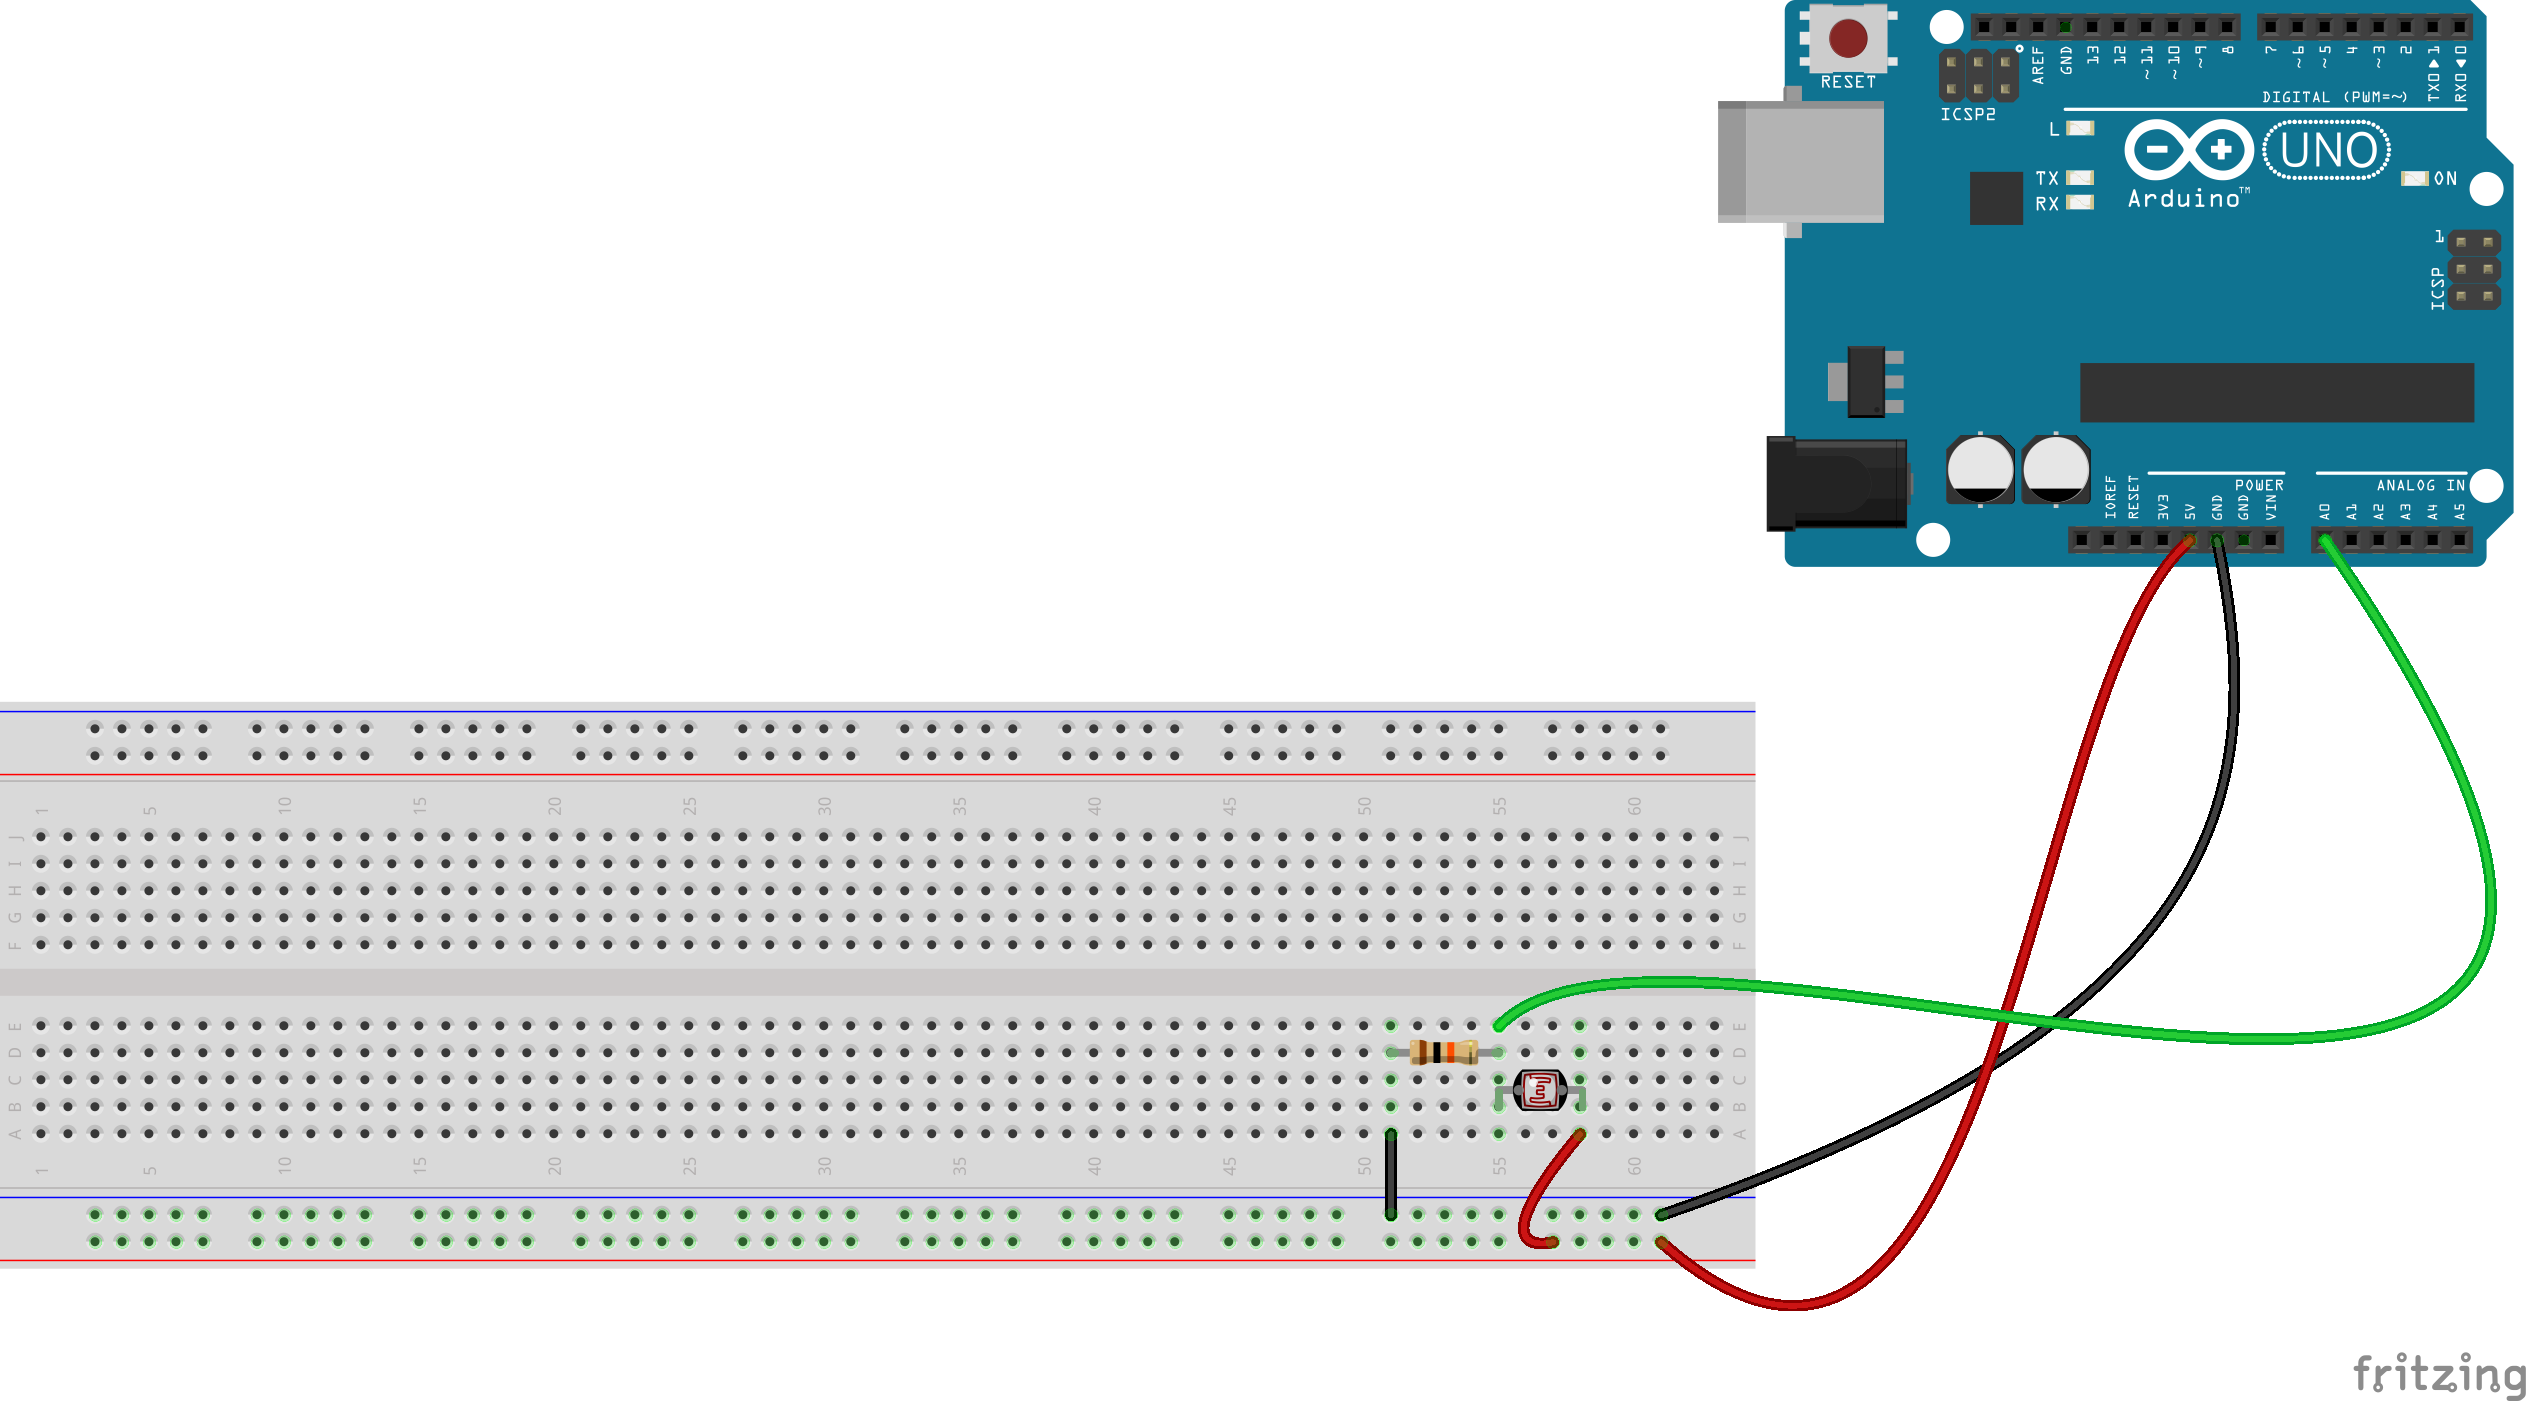 RESET
ICSP2
AREF
GND
13
12
~11
~10
~9
8
7
~6
~5
4
~3
2
TX0▶1
RX0◀0
DIGITAL (PWM=~)
L
TX
RX
Arduino™
UNO
ON
1
ICSP
POWER
ANALOG IN
IOREF
RESET
3V3
5V
GND
GND
VIN
A0
A1
A2
A3
A4
A5
1 5 10 15 20 25 30 35 40 45 50 55 60
J J
I I
H H
G G
F F
E E
D D
C C
B B
A A
1 5 10 15 20 25 30 35 40 45 50 55 60
fritzing